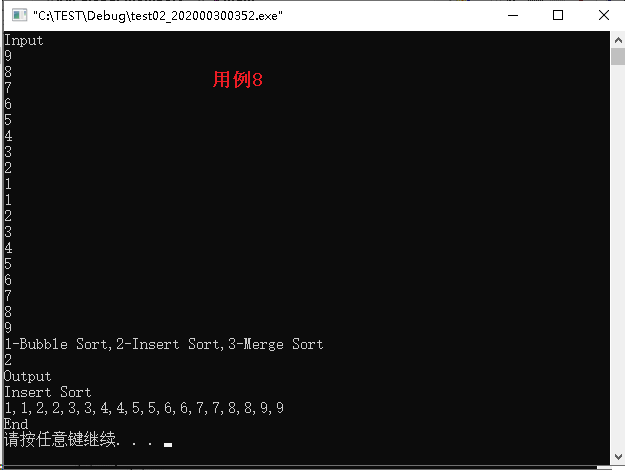 "C:\TEST\Debug\test02_202000300352.exe"
Input
9
8
用例8
7
6
5
4
3
2
1
1
2
3
4
5
6
7
8
9
1-Bubble Sort,2-Insert Sort,3-Merge Sort
2
Output
Insert Sort
1,1,2,2,3,3,4,4,5,5,6,6,7,7,8,8,9,9
End
请按任意键继续. . .